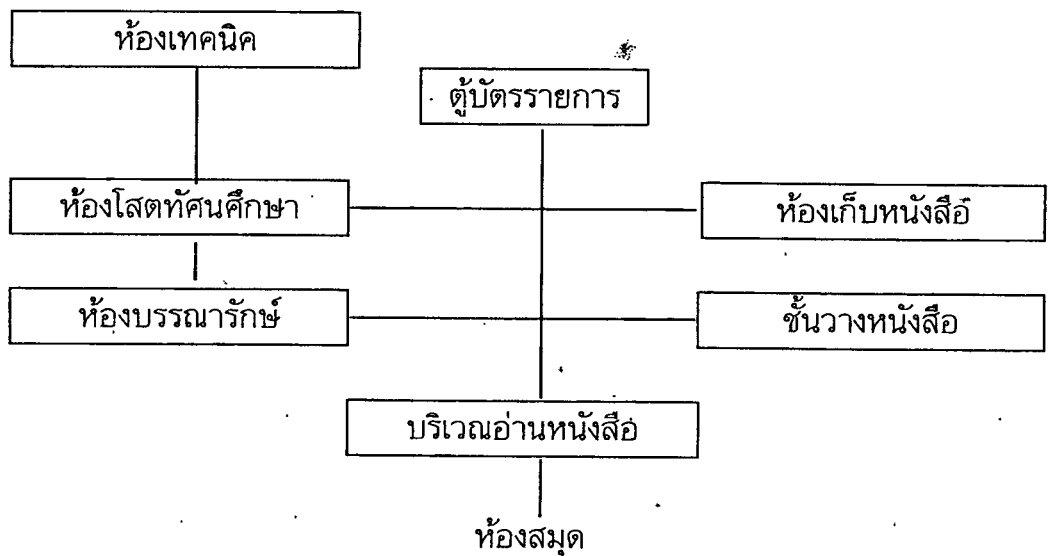 ห้องเทคนิค
ตู้บัตรรายการ
ห้องโสตทัศนศึกษา
ห้องเก็บหนังสือ
ห้องบรรณารักษ์
ชั้นวางหนังสือ
บริเวณอ่านหนังสือ
ห้องสมุด